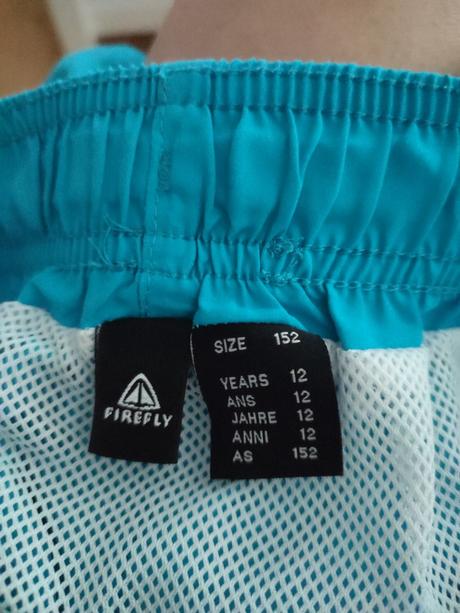 FIREFLY
SIZE 152
YEARS 12
ANS 12
JAHRE 12
ANNI 12
AS 152